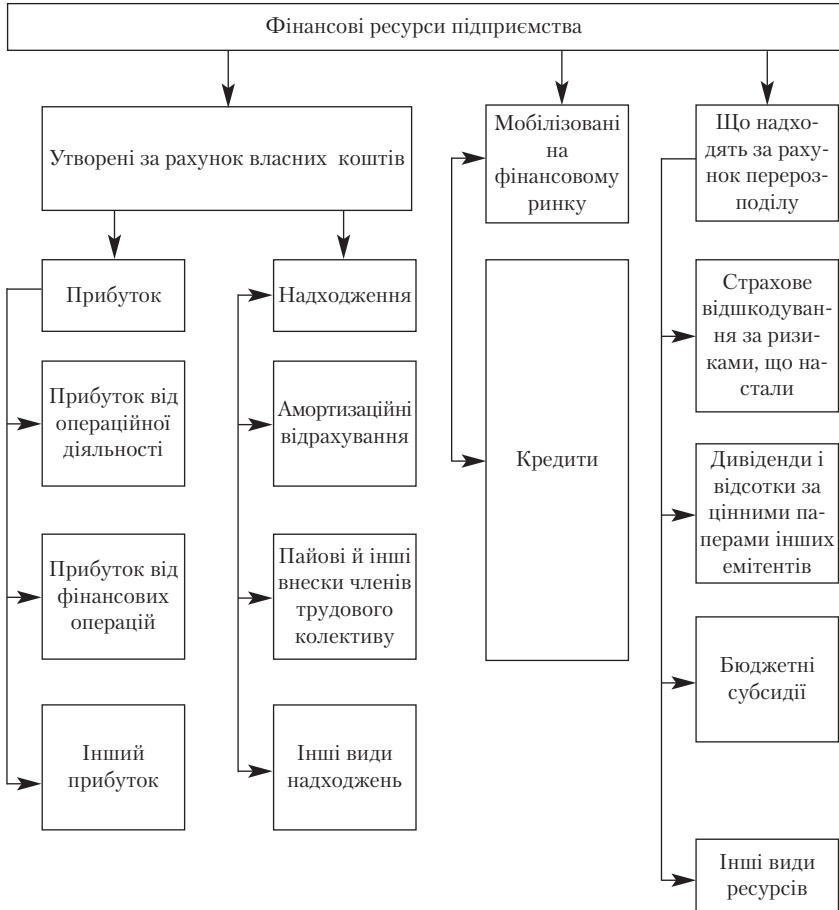 Фінансові ресурси підприємства
Утворені за рахунок власних коштів
Мобілізовані
на
фінансовому
ринку
Що надхо-
дять за раху-
нок перероз-
поділу
Прибуток
Надходження
Прибуток від
операційної
діяльності
Прибуток від
фінансових
операцій
Інший
прибуток
Амортизаційні
відрахування
Пайові й інші
внески членів
трудового
колективу
Інші види
надходжень
Кредити
Страхове
відшкодуван-
ня за ризи-
ками, що на-
стали
Дивіденди і
відсотки за
цінними па-
перами інших
емітентів
Бюджетні
субсидії
Інші види
ресурсів